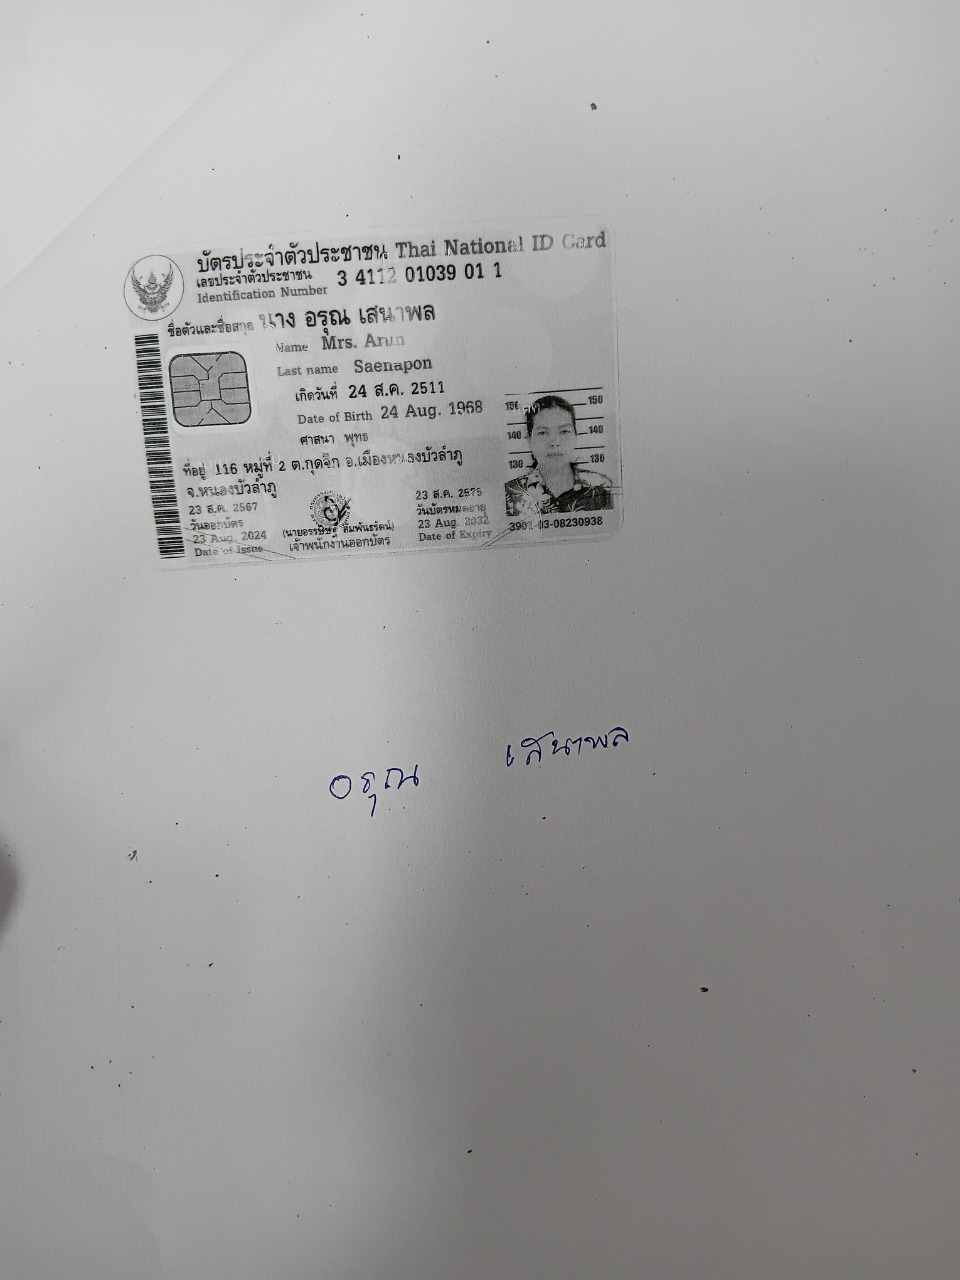 บัตรประจำตัวประชาชน Thai National ID Card
เลขประจำตัวประชาชน 3 4112 01039 01 1
Identification Number
ชื่อตัวและชื่อสกุล นาง อรุณ เสนาพล
Name Mrs. Arun
Last name Saenapon
เกิดวันที่ 24 ส.ค. 2511
Date of Birth 24 Aug. 1968
ศาสนา พุทธ
ที่อยู่ 116 หมู่ที่ 2 ต.กุดจิก อ.เมืองหนองบัวลำภู
จ.หนองบัวลำภู
23 ส.ค. 2567
วันออกบัตร
23 Aug. 2024
Date of Issue
เจ้าพนักงานออกบัตร
23 ส.ค. 2575
วันบัตรหมดอายุ
23 Aug. 2032
Date of Expiry
150 150
140 140
130 130
03-08230938
อรุณ เสนาพล